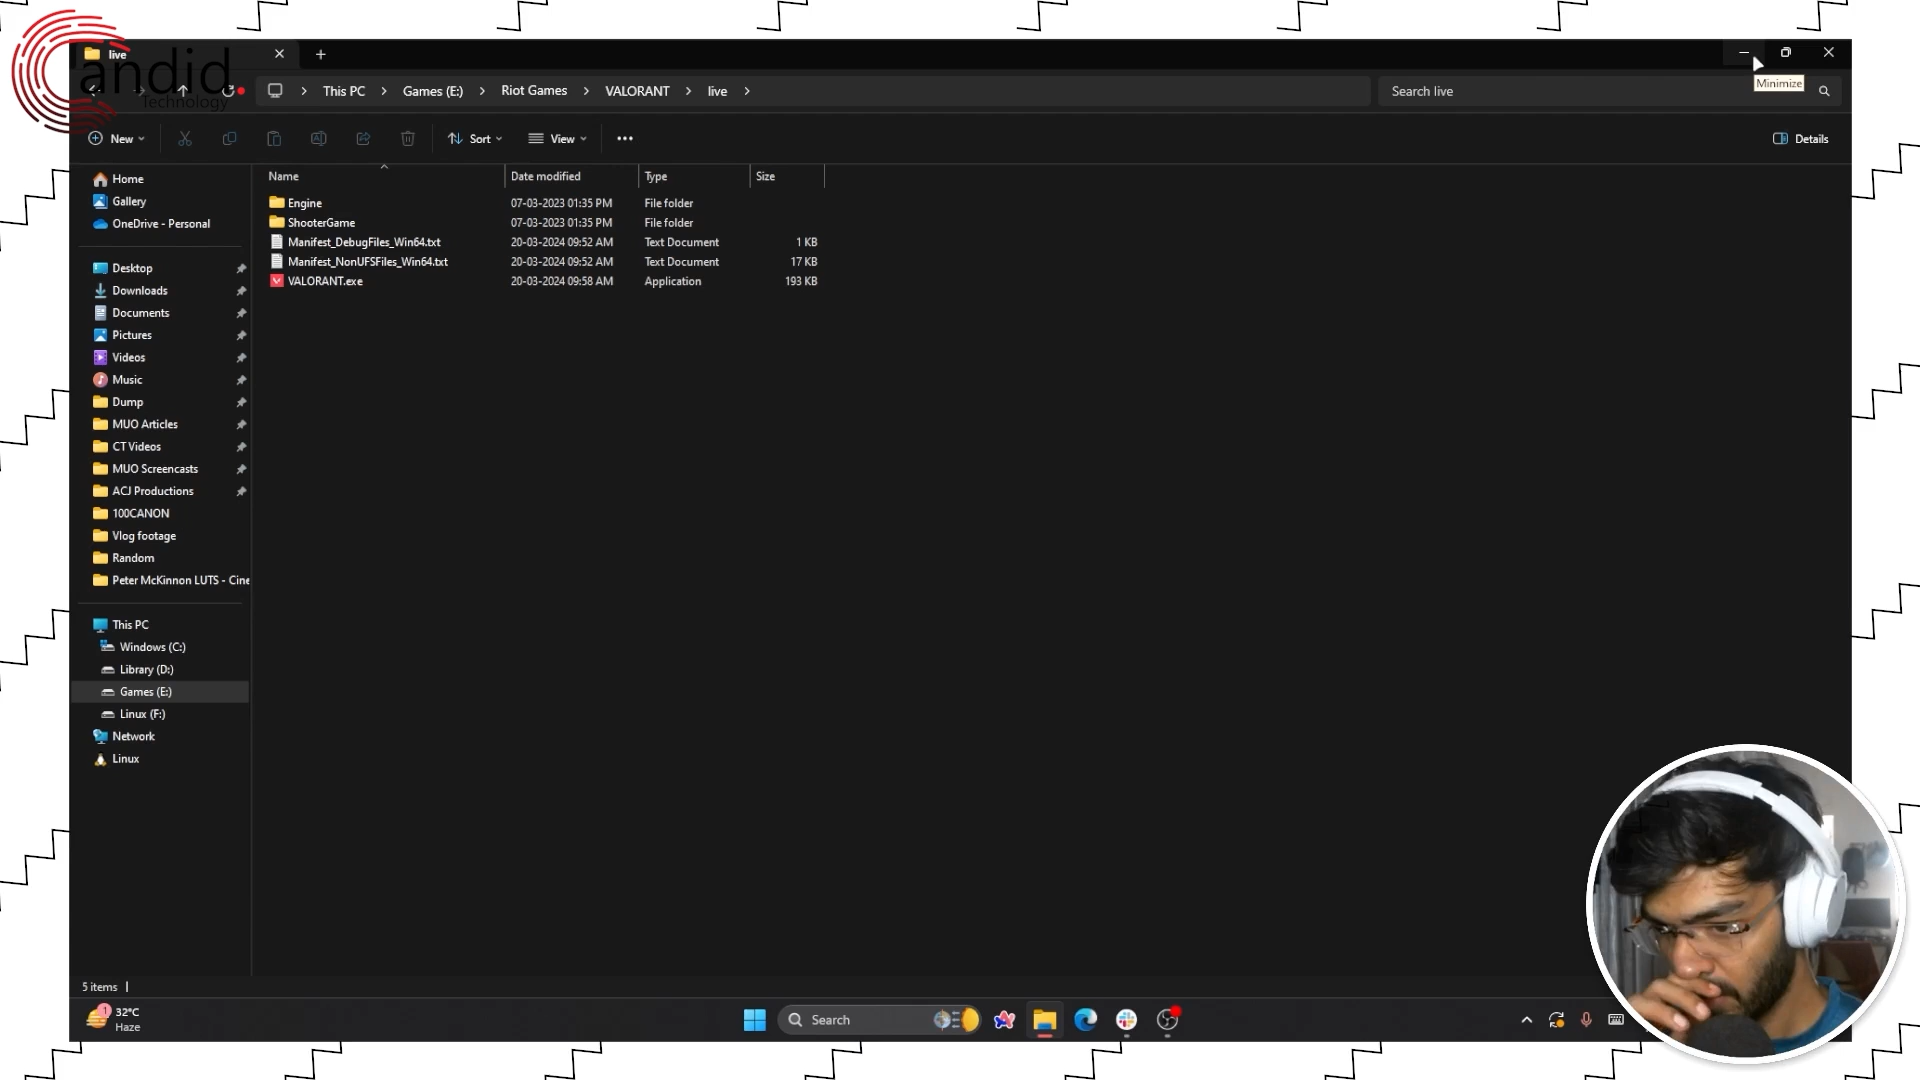 live
Candid
Technology
This PC
Games (E:)
Riot Games
VALORANT
live
Search live
Minimize
New
Sort
View
Details
Home
Gallery
OneDrive - Personal
Desktop
Downloads
Documents
Pictures
Videos
Music
Dump
MUO Articles
CT Videos
MUO Screencasts
ACJ Productions
100CANON
Vlog footage
Random
Peter McKinnon LUTS - Cine
This PC
Windows (C:)
Library (D:)
Games (E:)
Linux (F:)
Network
Linux
Name Date modified Type Size
Engine 07-03-2023 01:35 PM File folder
ShooterGame 07-03-2023 01:35 PM File folder
Manifest_DebugFiles_Win64.txt 20-03-2024 09:52 AM Text Document 1 KB
Manifest_NonUFSFiles_Win64.txt 20-03-2024 09:52 AM Text Document 17 KB
VALORANT.exe 20-03-2024 09:58 AM Application 193 KB
5 items
1
32°C
Haze
Search